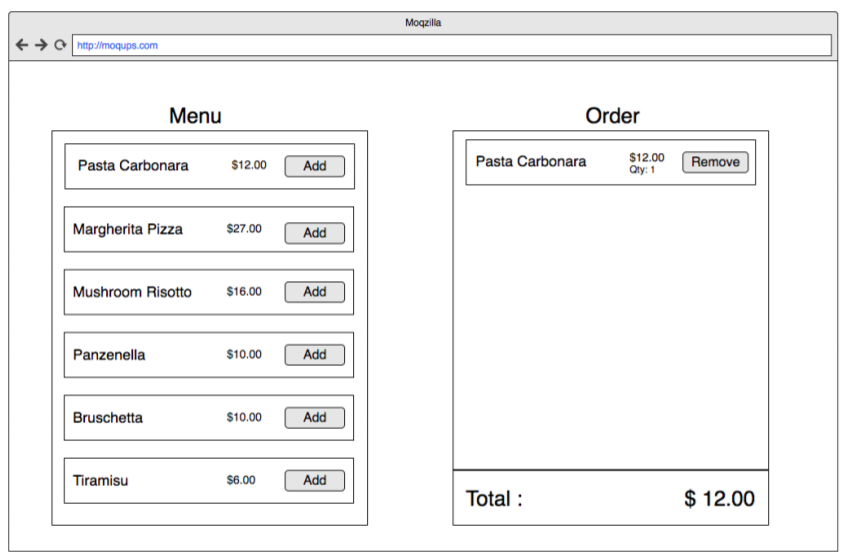 Moqzilla
http://moqups.com
Menu
Pasta Carbonara $12.00 Add
Margherita Pizza $27.00 Add
Mushroom Risotto $16.00 Add
Panzenella $10.00 Add
Bruschetta $10.00 Add
Tiramisu $6.00 Add
Order
Pasta Carbonara $12.00 Remove
Qty: 1
Total : $ 12.00